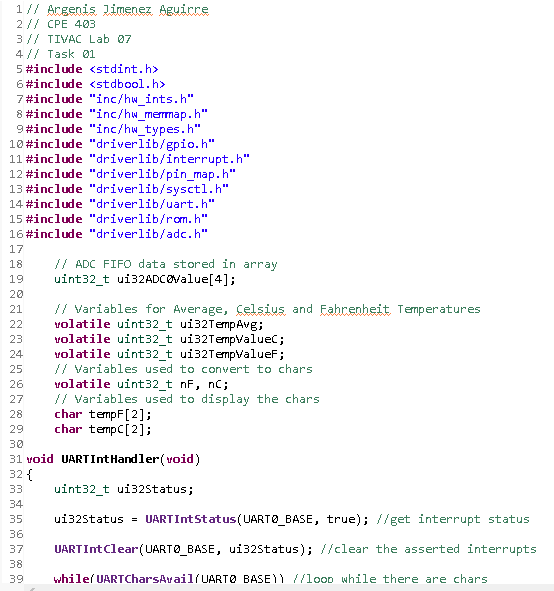 1 // Argenis Jimenez Aguirre
2 // CPE 403
3 // TIVAC Lab 07
4 // Task 01
5 #include <stdint.h>
6 #include <stdbool.h>
7 #include "inc/hw_ints.h"
8 #include "inc/hw_memmap.h"
9 #include "inc/hw_types.h"
10 #include "driverlib/gpio.h"
11 #include "driverlib/interrupt.h"
12 #include "driverlib/pin_map.h"
13 #include "driverlib/sysctl.h"
14 #include "driverlib/uart.h"
15 #include "driverlib/rom.h"
16 #include "driverlib/adc.h"
17
18     // ADC FIFO data stored in array
19     uint32_t ui32ADC0Value[4];
20
21     // Variables for Average, Celsius and Fahrenheit Temperatures
22     volatile uint32_t ui32TempAvg;
23     volatile uint32_t ui32TempValueC;
24     volatile uint32_t ui32TempValueF;
25     // Variables used to convert to chars
26     volatile uint32_t nF, nC;
27     // Variables used to display the chars
28     char tempF[2];
29     char tempC[2];
30
31 void UARTIntHandler(void)
32 {
33     uint32_t ui32Status;
34
35     ui32Status = UARTIntStatus(UART0_BASE, true); //get interrupt status
36
37     UARTIntClear(UART0_BASE, ui32Status); //clear the asserted interrupts
38
39     while(UARTCharsAvail(UART0_BASE)) //loop while there are chars